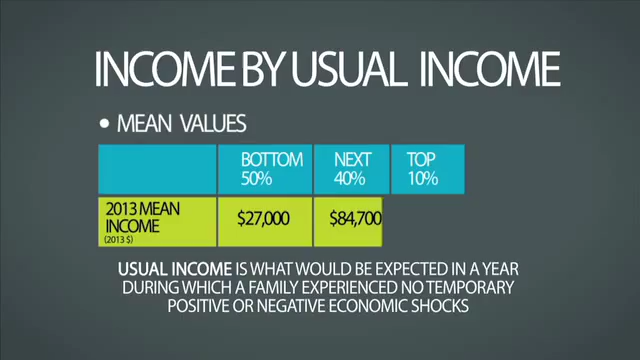 INCOME BY USUAL INCOME
• MEAN VALUES
BOTTOM NEXT TOP
50% 40% 10%
2013 MEAN
INCOME $27,000 $84,700
(2013 $)
USUAL INCOME IS WHAT WOULD BE EXPECTED IN A YEAR
DURING WHICH A FAMILY EXPERIENCED NO TEMPORARY
POSITIVE OR NEGATIVE ECONOMIC SHOCKS